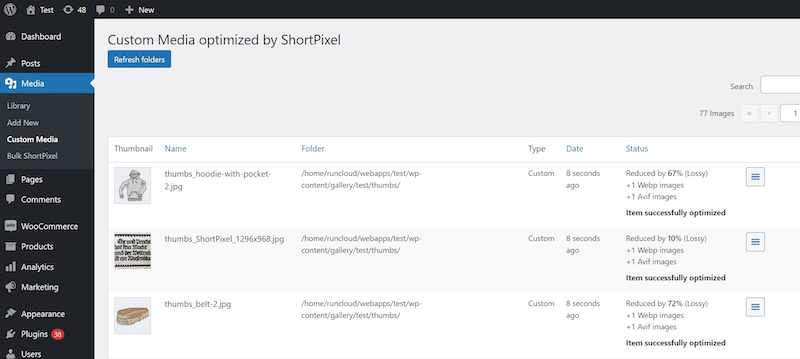 Test 48 0 New
Dashboard
Posts
Media
Library
Add New
Custom Media
Bulk ShortPixel
Pages
Comments
WooCommerce
Products
Analytics
Marketing
Appearance
Plugins 38
Users
Custom Media optimized by ShortPixel
Refresh folders
Search
77 Images « ‹ 1
Thumbnail Name Folder Type Date Status
thumbs_hoodie-with-pocket-
2.jpg
/home/runcloud/webapps/test/wp-
content/gallery/test/thumbs/
Custom
8 seconds
ago
Reduced by 67% (Lossy)
+1 Webp images
+1 Avif images
Item successfully optimized
thumbs_ShortPixel_1296x968.jpg
/home/runcloud/webapps/test/wp-
content/gallery/test/thumbs/
Custom
8 seconds
ago
Reduced by 10% (Lossy)
+1 Webp images
+1 Avif images
Item successfully optimized
thumbs_belt-2.jpg
/home/runcloud/webapps/test/wp-
content/gallery/test/thumbs/
Custom
8 seconds
ago
Reduced by 72% (Lossy)
+1 Webp images
+1 Avif images
Item successfully optimized